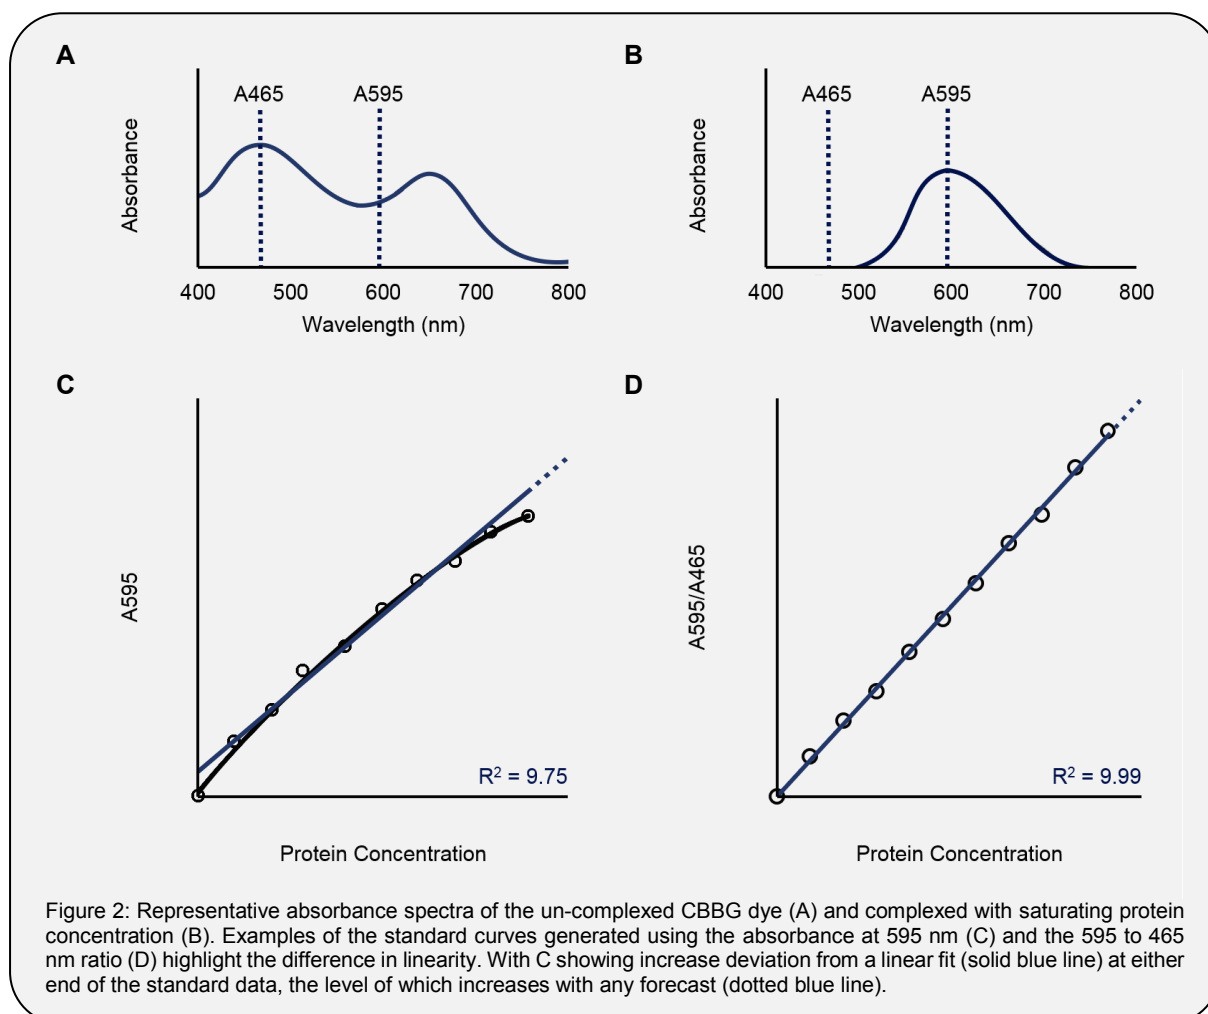 A
B
A465
A595
A465
A595
Absorbance
Absorbance
400
500
600
700
800
400
500
600
700
800
Wavelength (nm)
Wavelength (nm)
C
D
A595
A595/A465
R² = 9.75
R² = 9.99
Protein Concentration
Protein Concentration
Figure 2: Representative absorbance spectra of the un-complexed CBBG dye (A) and complexed with saturating protein
concentration (B). Examples of the standard curves generated using the absorbance at 595 nm (C) and the 595 to 465
nm ratio (D) highlight the difference in linearity. With C showing increase deviation from a linear fit (solid blue line) at either
end of the standard data, the level of which increases with any forecast (dotted blue line).